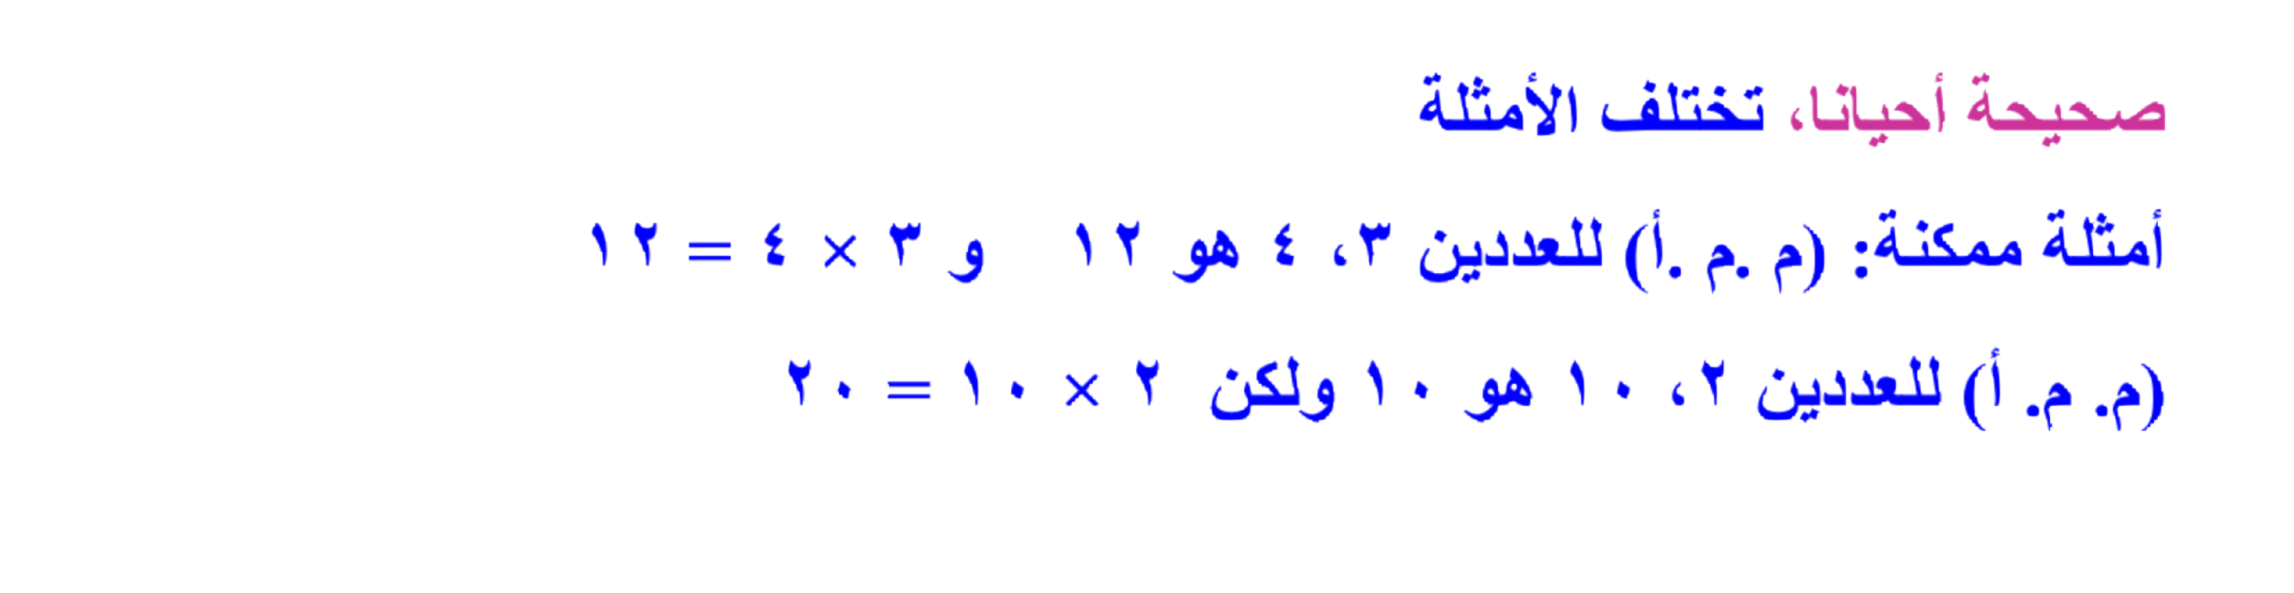 صحيحة أحيانا، تختلف الأمثلة
أمثلة ممكنة: (م .م .أ) للعددين ٣، ٤ هو ١٢ و ٣ × ٤ = ١٢
(م. م. أ) للعددين ٢، ١٠ هو ١٠ ولكن ٢ × ١٠ = ٢٠